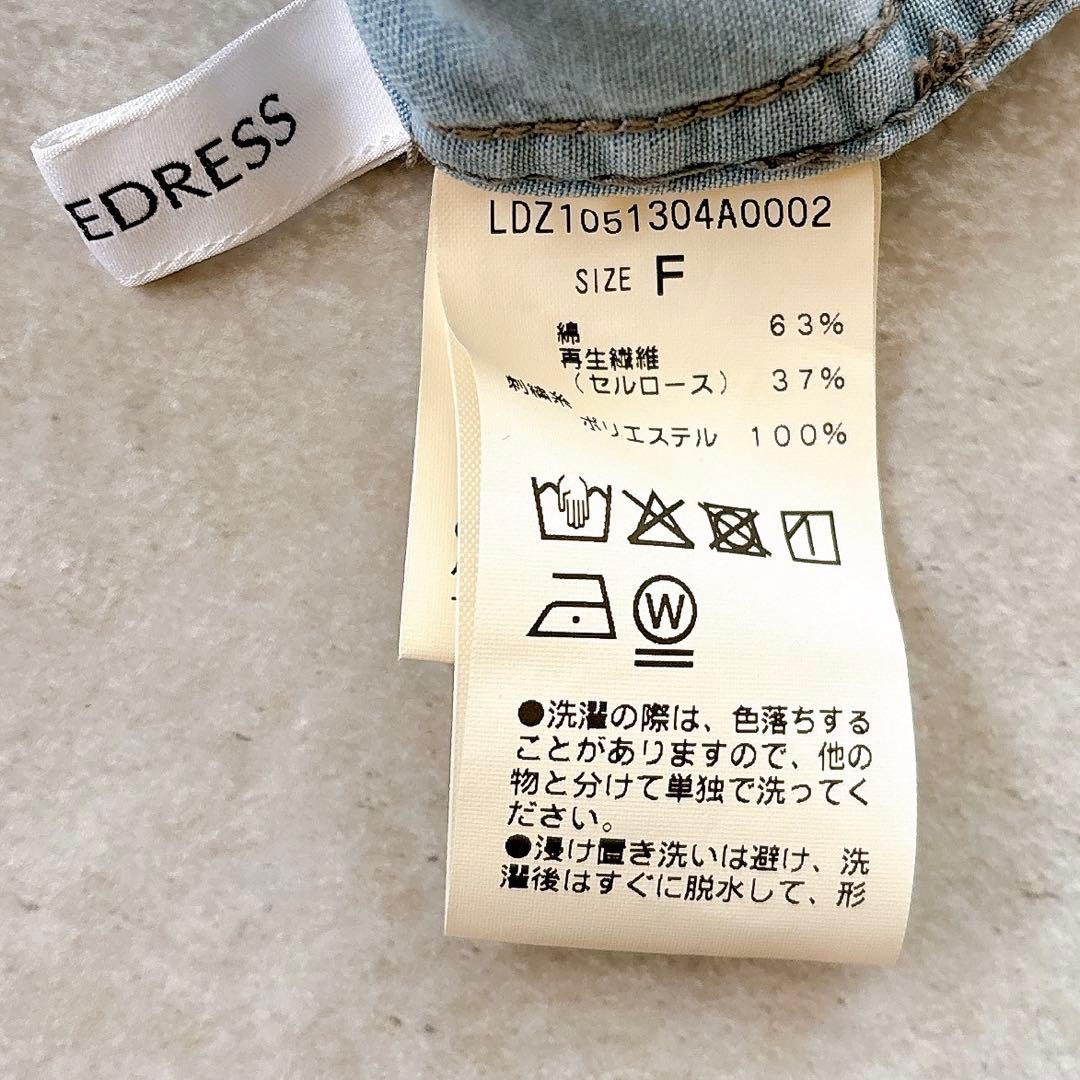 EDRESS
LDZ1051304A0002
SIZE F
綿 63%
再生繊維
(セルロース) 37%
刺繍糸
ポリエステル 100%
W
●洗濯の際は、色落ちする
ことがありますので、他の
物と分けて単独で洗ってく
ださい。
●浸け置き洗いは避け、洗
濯後はすぐに脱水して、形